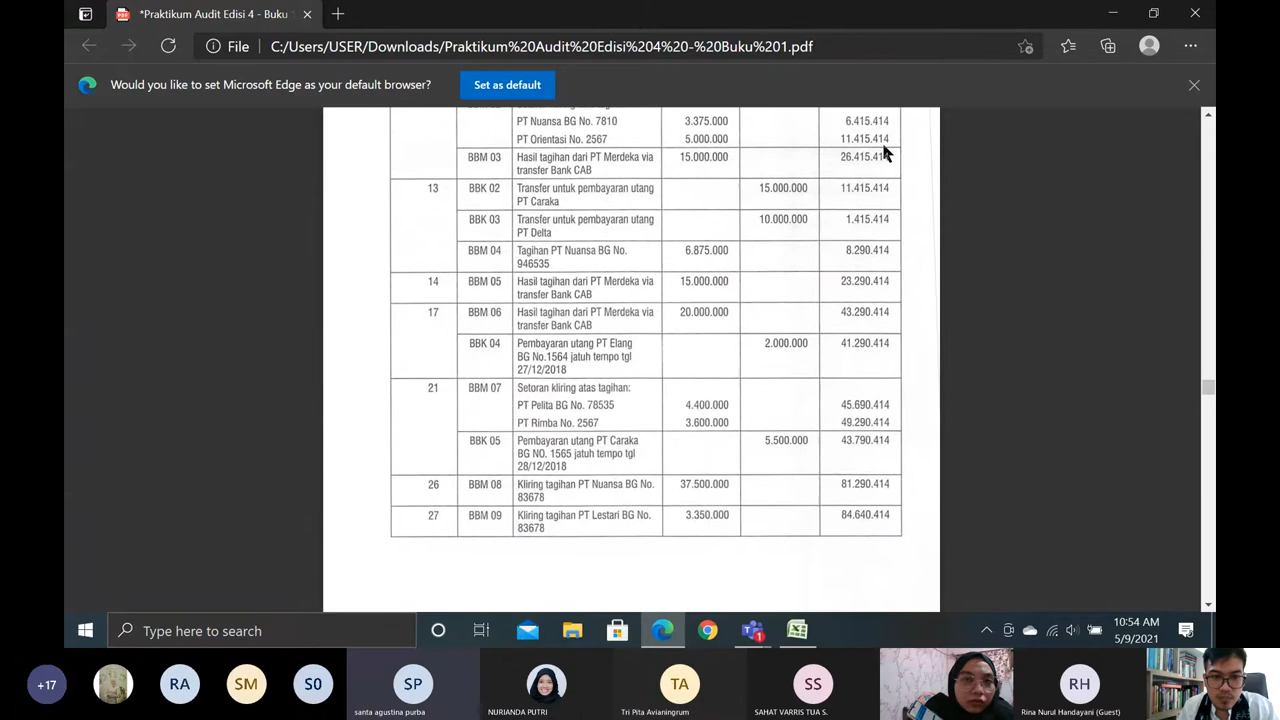 *Praktikum Audit Edisi 4 - Buku
File C:/Users/USER/Downloads/Praktikum%20Audit%20Edisi%204%20-%20Buku%201.pdf
Would you like to set Microsoft Edge as your default browser? Set as default
PT Nuansa BG No. 7810 3.375.000 6.415.414
PT Orientasi No. 2567 5.000.000 11.415.414
BBM 03 Hasil tagihan dari PT Merdeka via 15.000.000 26.415.414
transfer Bank CAB
13 BBK 02 Transfer untuk pembayaran utang 15.000.000 11.415.414
PT Caraka
BBK 03 Transfer untuk pembayaran utang 10.000.000 1.415.414
PT Delta
BBM 04 Tagihan PT Nuansa BG No. 6.875.000 8.290.414
946535
14 BBM 05 Hasil tagihan dari PT Merdeka via 15.000.000 23.290.414
transfer Bank CAB
17 BBM 06 Hasil tagihan dari PT Merdeka via 20.000.000 43.290.414
transfer Bank CAB
BBK 04 Pembayaran utang PT Elang 2.000.000 41.290.414
BG No.1564 jatuh tempo tgl
27/12/2018
21 BBM 07 Setoran kliring atas tagihan:
PT Pelita BG No. 78535 4.400.000 45.690.414
PT Rimba No. 2567 3.600.000 49.290.414
BBK 05 Pembayaran utang PT Caraka 5.500.000 43.790.414
BG NO. 1565 jatuh tempo tgl
28/12/2018
26 BBM 08 Kliring tagihan PT Nuansa BG No. 37.500.000 81.290.414
83678
27 BBM 09 Kliring tagihan PT Lestari BG No. 3.350.000 84.640.414
83678
Type here to search 1 10:54 AM
5/9/2021
+17 RA SM S0 SP TA SS RH
santa agustina purba NURIANDA PUTRI Tri Pita Avianingrum SAHAT VARRIS TUA S. Rina Nurul Handayani (Guest)